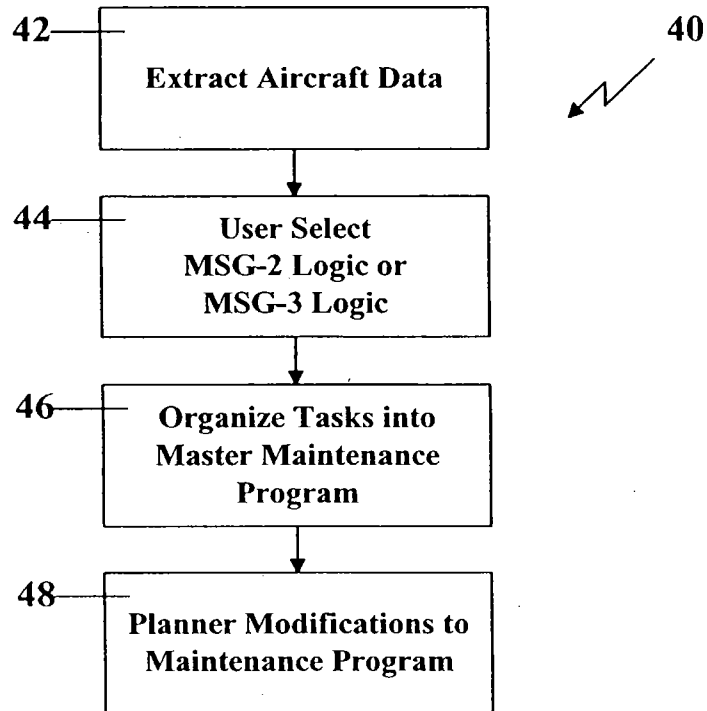 42
40
Extract Aircraft Data
44
User Select
MSG-2 Logic or
MSG-3 Logic
46
Organize Tasks into
Master Maintenance
Program
48
Planner Modifications to
Maintenance Program